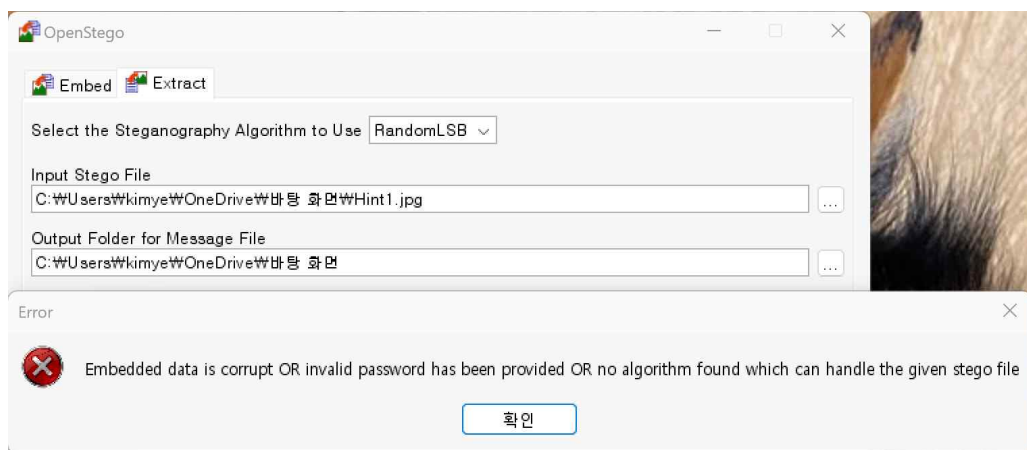 OpenStego
Embed Extract
Select the Steganography Algorithm to Use RandomLSB
Input Stego File
C:₩Users₩kimye₩OneDrive₩바탕 화면₩Hint1.jpg
...
Output Folder for Message File
C:₩Users₩kimye₩OneDrive₩바탕 화면
...
Error
Embedded data is corrupt OR invalid password has been provided OR no algorithm found which can handle the given stego file
확인